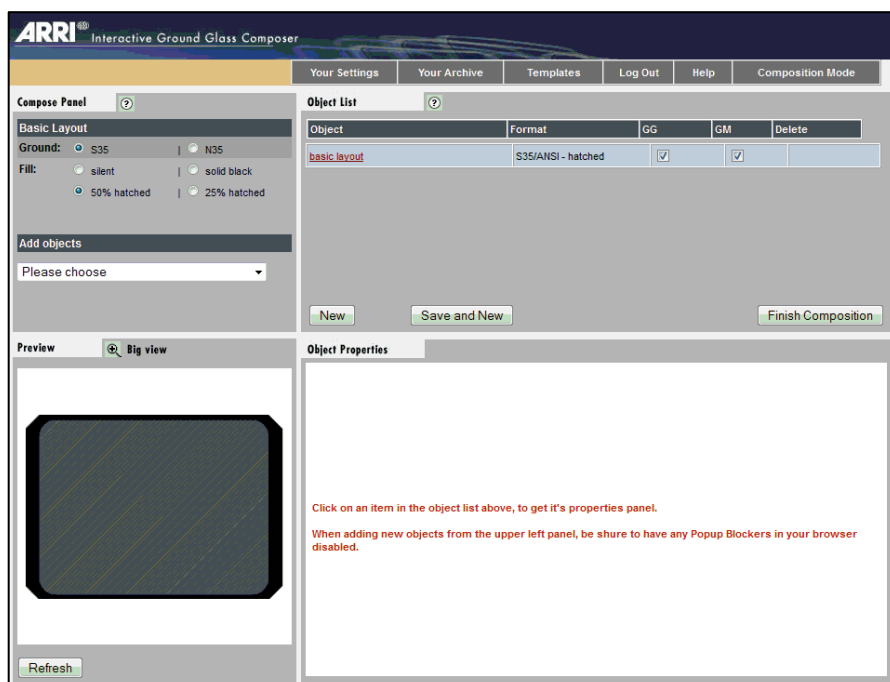 ARRI® Interactive Ground Glass Composer
Your Settings Your Archive Templates Log Out Help Composition Mode
Compose Panel ?
Basic Layout
Ground: S35 | N35
Fill: silent | solid black
50% hatched | 25% hatched
Add objects
Please choose
Object List ?
Object Format GG GM Delete
basic layout S35/ANSI - hatched
New Save and New Finish Composition
Preview Big view
Refresh
Object Properties
Click on an item in the object list above, to get it's properties panel.
When adding new objects from the upper left panel, be shure to have any Popup Blockers in your browser
disabled.